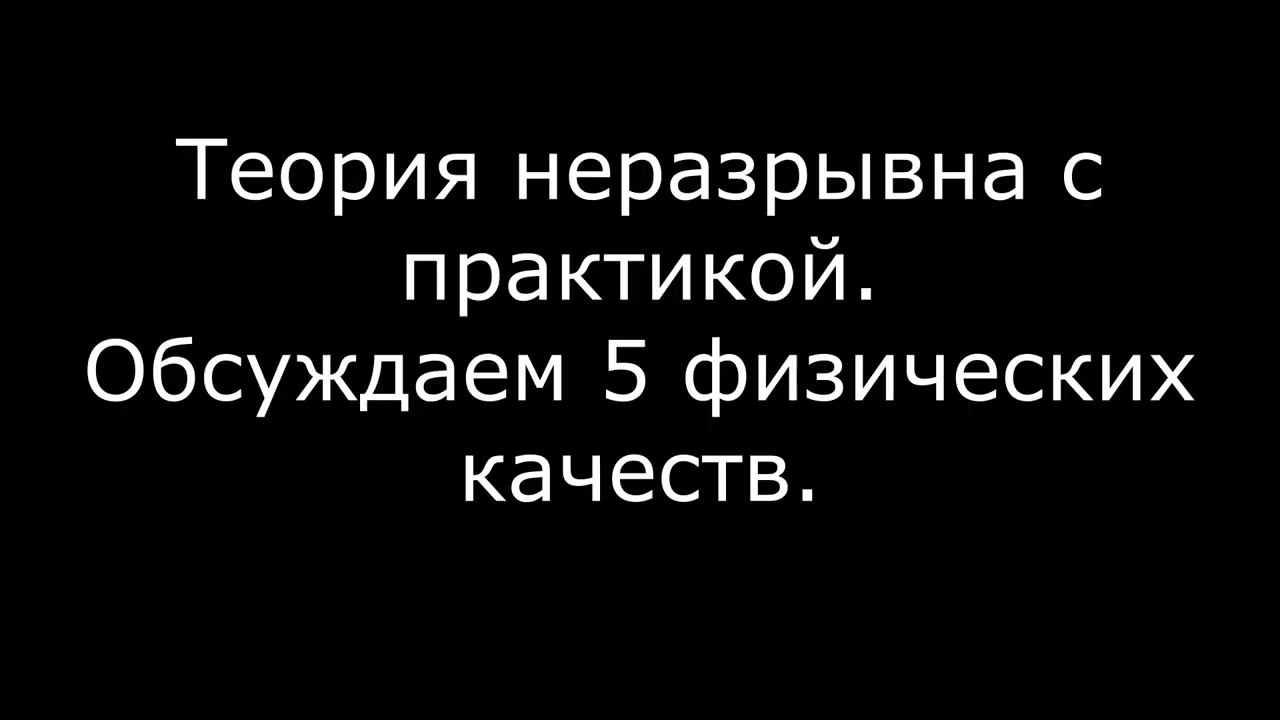 Теория неразрывна с
практикой.
Обсуждаем 5 физических
качеств.